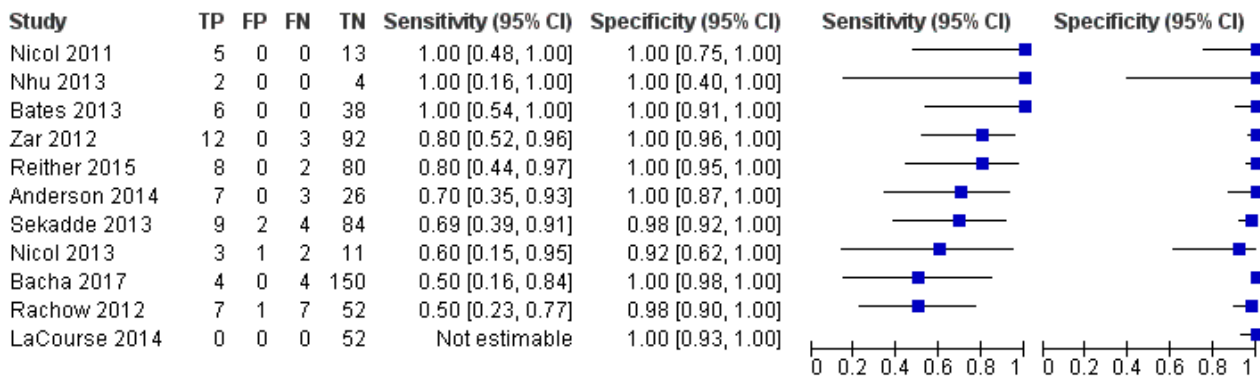 Study TP FP FN TN Sensitivity (95% CI) Specificity (95% CI) Sensitivity (95% CI) Specificity (95% CI)
Nicol 2011 5 0 0 13 1.00 [0.48, 1.00] 1.00 [0.75, 1.00]
Nhu 2013 2 0 0 4 1.00 [0.16, 1.00] 1.00 [0.40, 1.00]
Bates 2013 6 0 0 38 1.00 [0.54, 1.00] 1.00 [0.91, 1.00]
Zar 2012 12 0 3 92 0.80 [0.52, 0.96] 1.00 [0.96, 1.00]
Reither 2015 8 0 2 80 0.80 [0.44, 0.97] 1.00 [0.95, 1.00]
Anderson 2014 7 0 3 26 0.70 [0.35, 0.93] 1.00 [0.87, 1.00]
Sekadde 2013 9 2 4 84 0.69 [0.39, 0.91] 0.98 [0.92, 1.00]
Nicol 2013 3 1 2 11 0.60 [0.15, 0.95] 0.92 [0.62, 1.00]
Bacha 2017 4 0 4 150 0.50 [0.16, 0.84] 1.00 [0.98, 1.00]
Rachow 2012 7 1 7 52 0.50 [0.23, 0.77] 0.98 [0.90, 1.00]
LaCourse 2014 0 0 0 52 Not estimable 1.00 [0.93, 1.00]
0 0.2 0.4 0.6 0.8 1 0 0.2 0.4 0.6 0.8 1